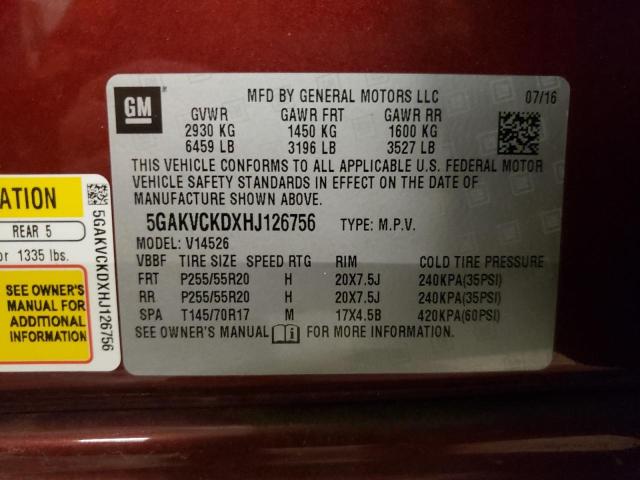 GM
MFD BY GENERAL MOTORS LLC 07/16
GVWR GAWR FRT GAWR RR
2930 KG 1450 KG 1600 KG
6459 LB 3196 LB 3527 LB
THIS VEHICLE CONFORMS TO ALL APPLICABLE U.S. FEDERAL MOTOR
VEHICLE SAFETY STANDARDS IN EFFECT ON THE DATE OF
MANUFACTURE SHOWN ABOVE.
5GAKVCKDXHJ126756 TYPE: M.P.V.
MODEL: V14526
VBBF TIRE SIZE SPEED RTG RIM COLD TIRE PRESSURE
FRT P255/55R20 H 20X7.5J 240KPA(35PSI)
RR P255/55R20 H 20X7.5J 240KPA(35PSI)
SPA T145/70R17 M 17X4.5B 420KPA(60PSI)
SEE OWNER'S MANUAL i FOR MORE INFORMATION.
ATION
REAR 5
or 1335 lbs.
SEE OWNER'S
MANUAL FOR
ADDITIONAL
INFORMATION
5GAKVCKDXHJ126756